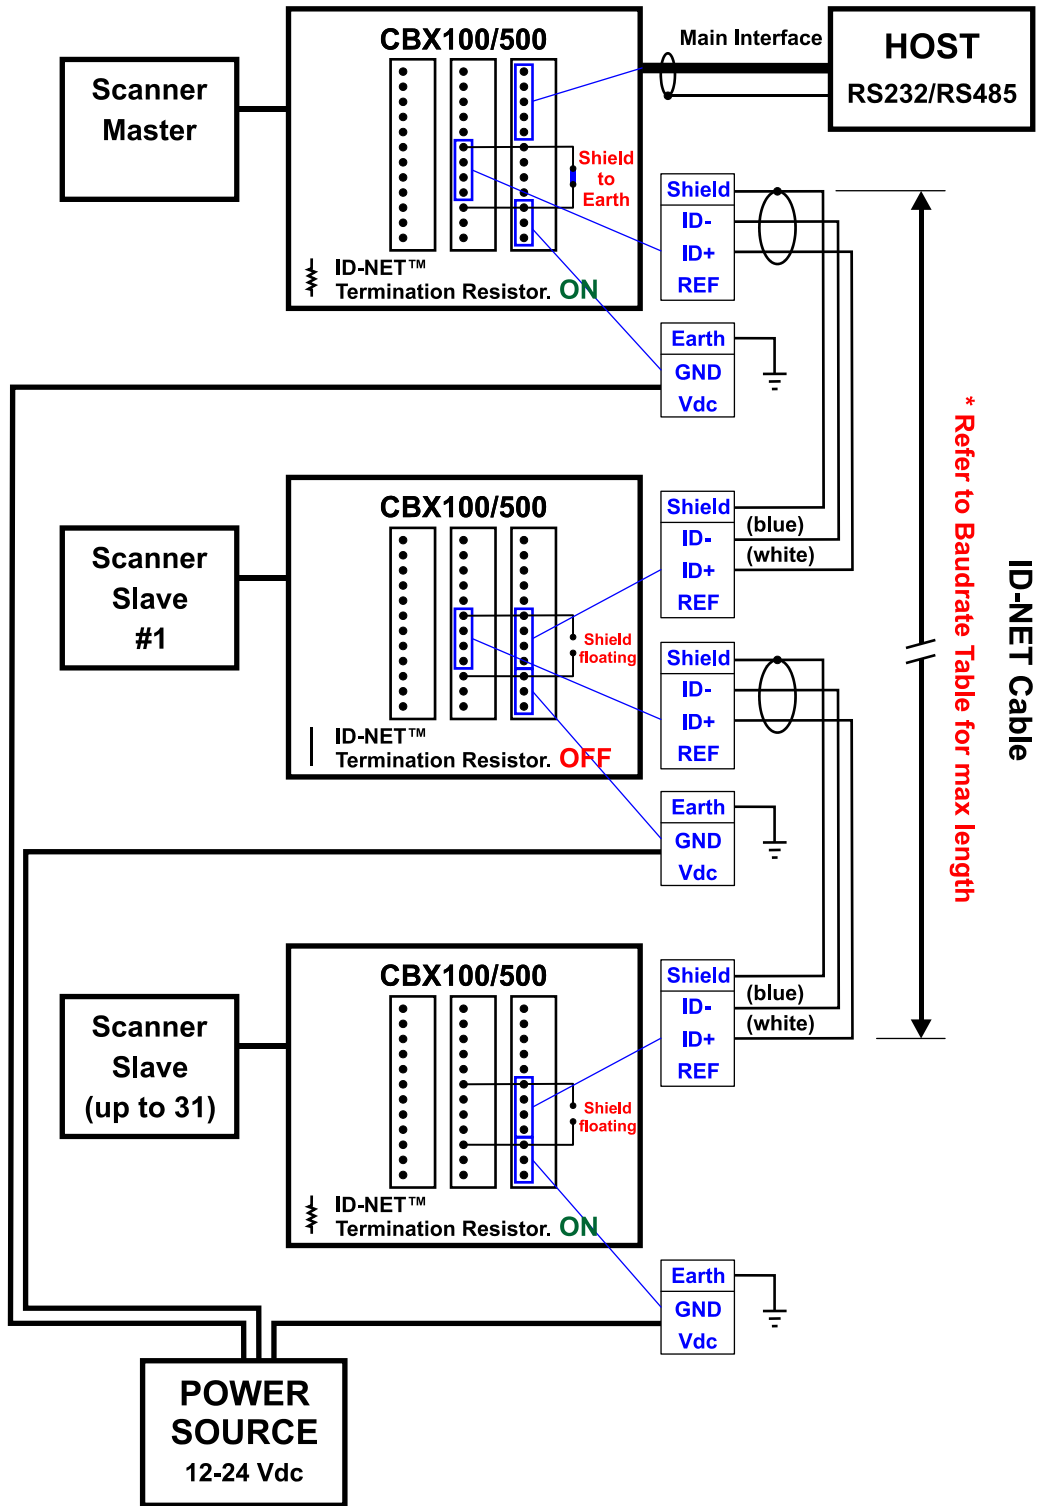 CBX100/500
Main Interface
HOST
RS232/RS485
Scanner
Master
Shield
to
Earth
ID-NET™
Termination Resistor. ON
Shield
ID-
ID+
REF
Earth
GND
Vdc
CBX100/500
Scanner
Slave
#1
Shield
floating
ID-NET™
Termination Resistor. OFF
Shield
ID-
ID+
REF
(blue)
(white)
Shield
ID-
ID+
REF
Earth
GND
Vdc
ID-NET Cable
* Refer to Baudrate Table for max length
CBX100/500
Scanner
Slave
(up to 31)
Shield
floating
ID-NET™
Termination Resistor. ON
Shield
ID-
ID+
REF
(blue)
(white)
Earth
GND
Vdc
POWER
SOURCE
12-24 Vdc